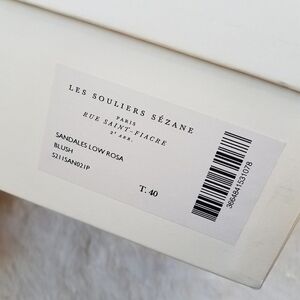 LES SOULIERS SÉZANE
PARIS
RUE SAINT-FIACRE
2e ARR.
SANDALES LOW ROSA
BLUSH
S211SAN021P
T. 40
3664841531078